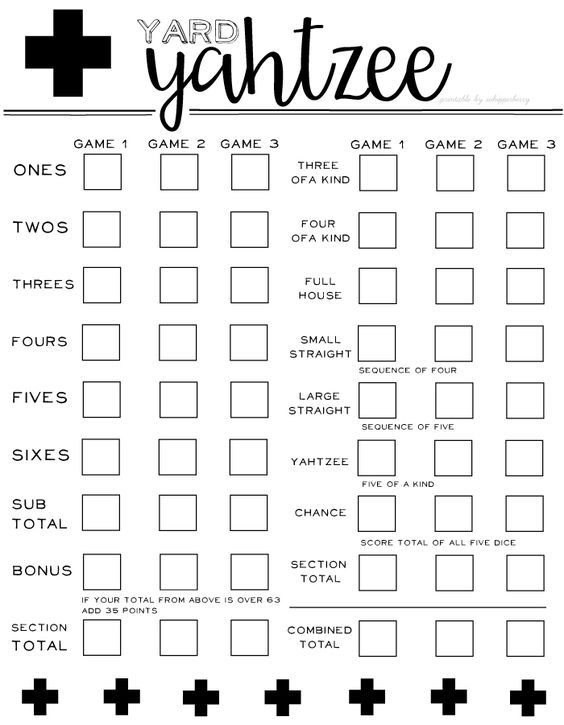 YARD
yahtzee
printable by whipperberry
GAME 1 GAME 2 GAME 3
ONES
TWOS
THREES
FOURS
FIVES
SIXES
SUB
TOTAL
BONUS
IF YOUR TOTAL FROM ABOVE IS OVER 63
ADD 35 POINTS
SECTION
TOTAL
GAME 1 GAME 2 GAME 3
THREE
OFA KIND
FOUR
OFA KIND
FULL
HOUSE
SMALL
STRAIGHT
SEQUENCE OF FOUR
LARGE
STRAIGHT
SEQUENCE OF FIVE
YAHTZEE
FIVE OF A KIND
CHANCE
SCORE TOTAL OF ALL FIVE DICE
SECTION
TOTAL
COMBINED
TOTAL